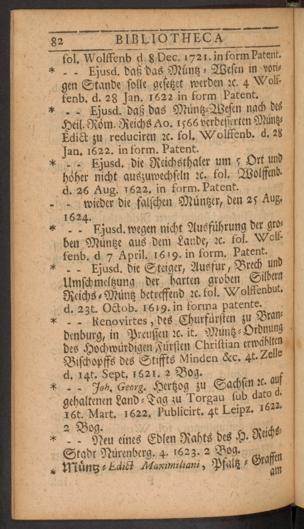 82 BIBLIOTHECA
fol. Wolffenb d 8 Dec. 1721. in form Patent.
* - - Ejusd. daß das Müntz-Wesen in vori-
gen Stande solle gesetzet werden ꝛc. 4 Wolf-
fenb. d. 28 Jan. 1622 in form. Patent.
* - - Ejusd. daß das Müntz-Wesen nach des
Heil. Röm. Reichs Ao. 1566 verbesserten Müntz-
Edict zu reduciren ꝛc. fol. Wolffenb. d. 28
Jan. 1622. in form. Patent.
* - - Ejusd. die Reichsthaler um 5 Ort und
höher nicht auszuwechseln ꝛc. fol. Wolffenb.
d. 26 Aug. 1622. in form. Patent.
- - wieder die falschen Müntzer, den 25 Aug.
1624.
* - - Ejusd. wegen nicht Ausführung der gro-
ben Müntze aus dem Lande, ꝛc. fol. Wolf-
fenb. d 7 April. 1619. in form. Patent.
* - - Ejusd. die Steiger, Ausfur, Brech und
Umschmeltzung der harten groben Silbern
Reichs-Müntz betreffend ꝛc. fol. Wolffenbut.
d. 23t. Octob. 1619. in forma patente.
* - - Renovirtes, des Churfürsten zu Bran-
denburg, in Preussen ꝛc. it. Müntz-Ordnung
des Hochwürdigen Fürsten Christian erwählten
Bischoffs des Stiffts Minden &c. 4t. Zelle
d. 14t. Sept. 1621. 2 Bog.
* - - Joh. Georg. Hertzog zu Sachsen ꝛc. auf
gehaltenen Land-Tag zu Torgau sub dato d.
16t. Mart. 1622. Publicirt. 4t Leipz. 1622.
2 Bog.
* - - Neu eines Edlen Rahts des H. Reichs-
Stadt Nürenberg. 4. 1623. 2 Bog.
* Müntz-Edict Maximiliani, Pfaltz-Graffen
am